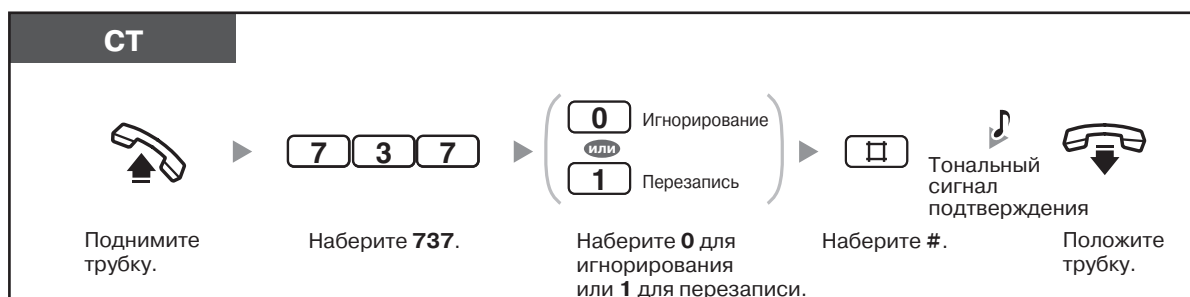 СТ
7 3 7
0 Игнорирование
или
1 Перезапись
Тональный
сигнал
подтверждения
Поднимите
трубку.
Наберите 737.
Наберите 0 для
игнорирования
или 1 для перезаписи.
Наберите #.
Положите
трубку.